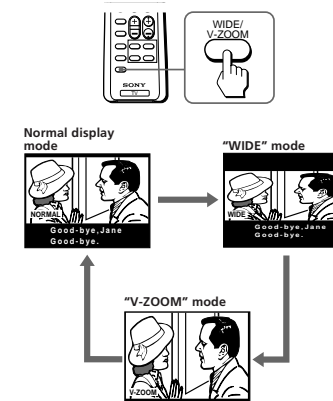 WIDE/
V-ZOOM
SONY
TV
Normal display
mode
NORMAL
Good-bye,Jane
Good-bye.
"WIDE" mode
WIDE
Good-bye,Jane
Good-bye.
"V-ZOOM" mode
V-ZOOM